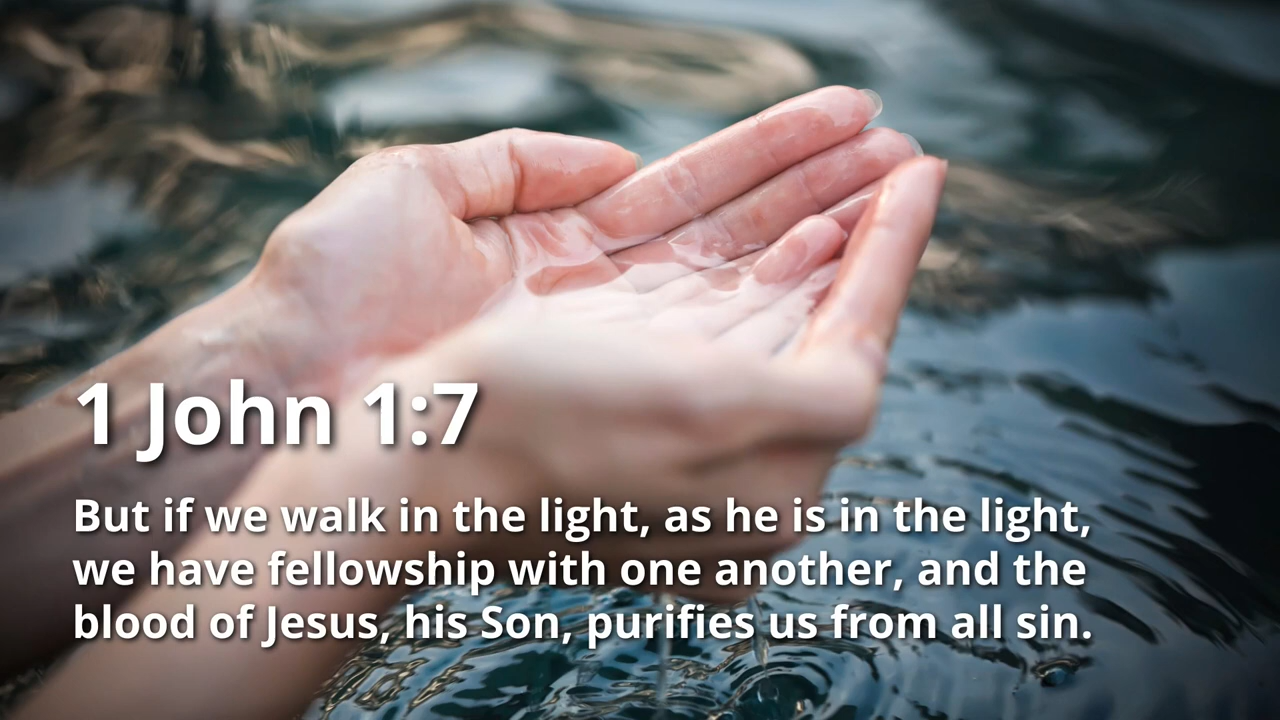 1 John 1:7
But if we walk in the light, as he is in the light,
we have fellowship with one another, and the
blood of Jesus, his Son, purifies us from all sin.